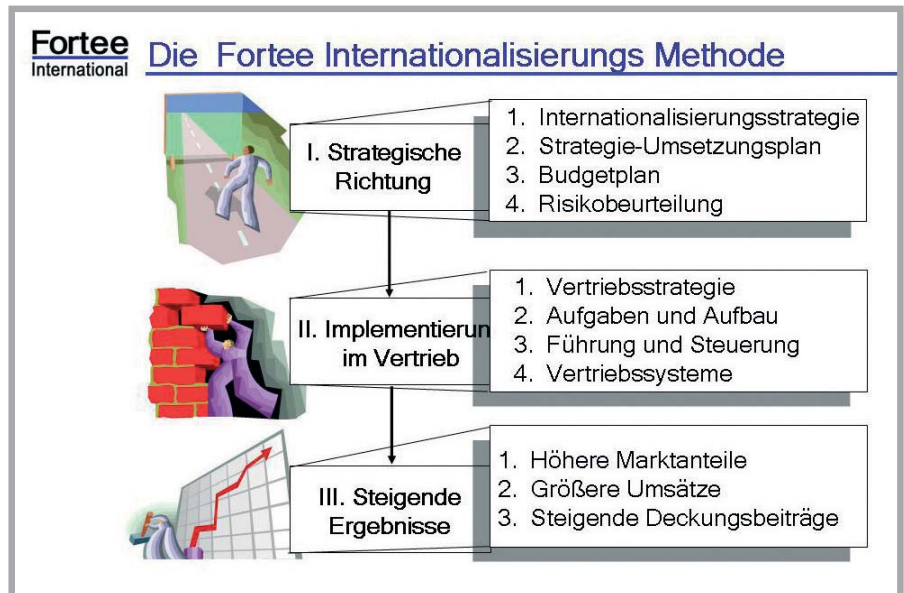 Fortee
International
Die Fortee Internationalisierungs Methode
I. Strategische
Richtung
1. Internationalisierungsstrategie
2. Strategie-Umsetzungsplan
3. Budgetplan
4. Risikobeurteilung
II. Implementierun
im Vertrieb
1. Vertriebsstrategie
2. Aufgaben und Aufbau
3. Führung und Steuerung
4. Vertriebssysteme
III. Steigende
Ergebnisse
1. Höhere Marktanteile
2. Größere Umsätze
3. Steigende Deckungsbeiträge